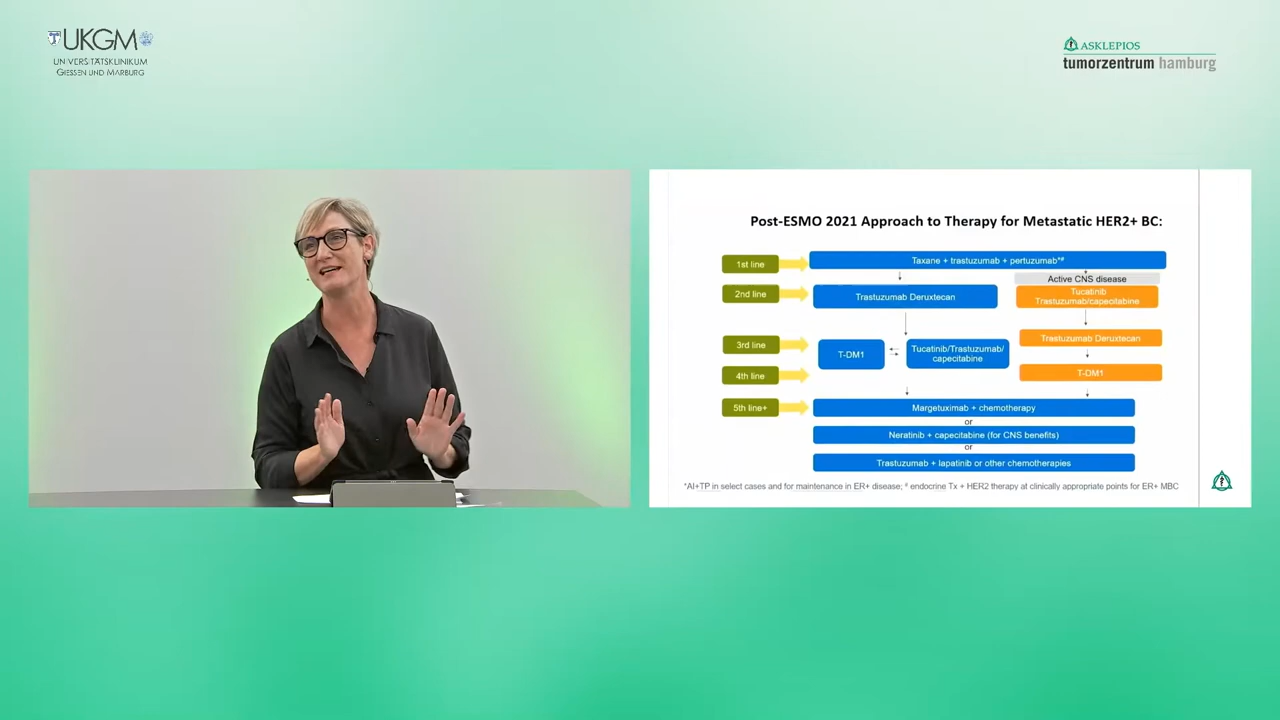 UKGM
UNIVERSITÄTSKLINIKUM
GIESSEN UND MARBURG
ASKLEPIOS
tumorzentrum hamburg
Post-ESMO 2021 Approach to Therapy for Metastatic HER2+ BC:
1st line
Taxane + trastuzumab + pertuzumab*#
Active CNS disease
2nd line
Trastuzumab Deruxtecan
Tucatinib
Trastuzumab/capecitabine
3rd line
T-DM1
Tucatinib/Trastuzumab/
capecitabine
Trastuzumab Deruxtecan
4th line
T-DM1
5th line+
Margetuximab + chemotherapy
or
Neratinib + capecitabine (for CNS benefits)
or
Trastuzumab + lapatinib or other chemotherapies
*AI+TP in select cases and for maintenance in ER+ disease; # endocrine Tx + HER2 therapy at clinically appropriate points for ER+ MBC